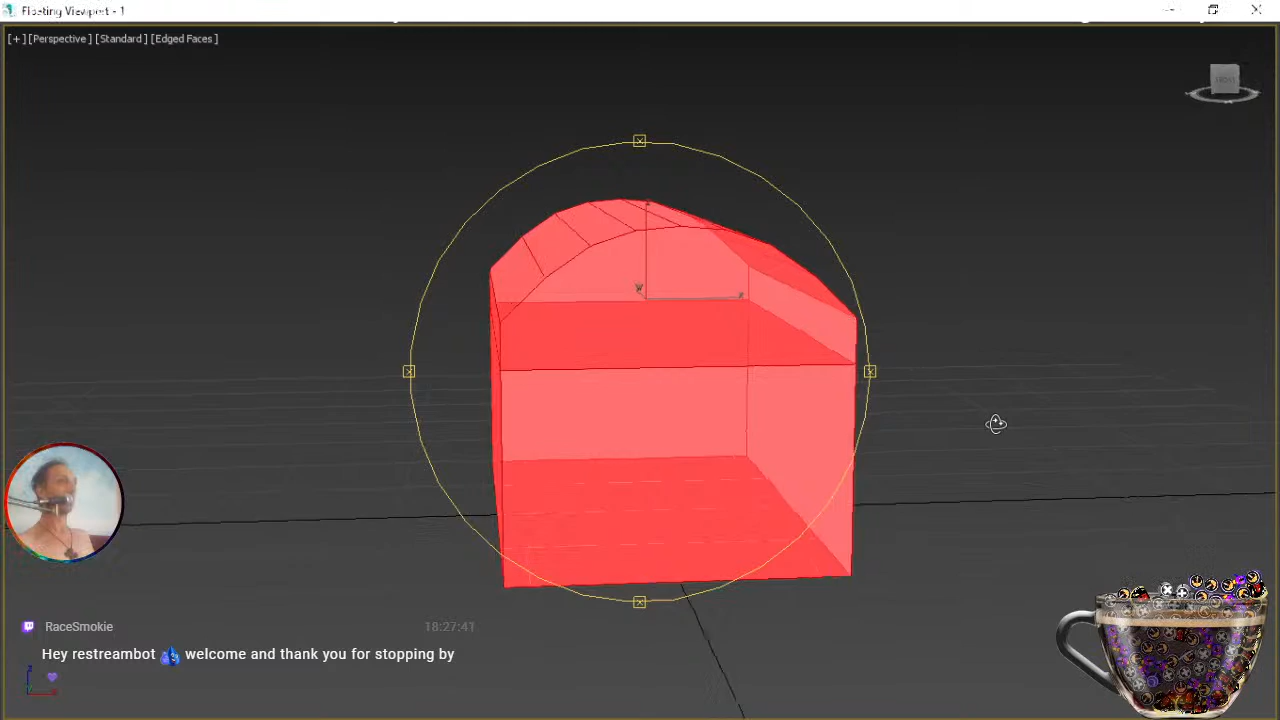 Floating Viewport - 1
[+] [Perspective] [Standard] [Edged Faces]
FRONT
RaceSmokie 18:27:41
Hey restreambot welcome and thank you for stopping by